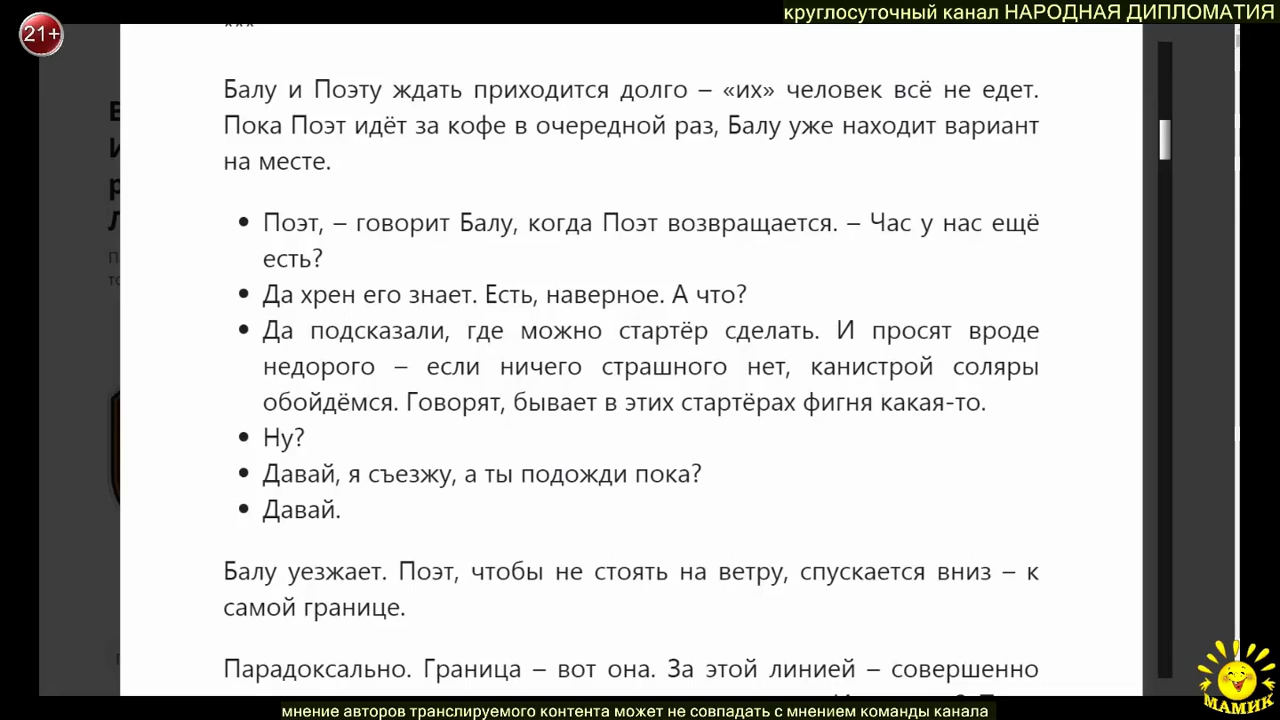 круглосуточный канал НАРОДНАЯ ДИПЛОМАТИЯ
21+
***
Балу и Поэту ждать приходится долго – «их» человек всё не едет.
Пока Поэт идёт за кофе в очередной раз, Балу уже находит вариант
на месте.
• Поэт, – говорит Балу, когда Поэт возвращается. – Час у нас ещё
есть?
• Да хрен его знает. Есть, наверное. А что?
• Да подсказали, где можно стартёр сделать. И просят вроде
недорого – если ничего страшного нет, канистрой соляры
обойдёмся. Говорят, бывает в этих стартёрах фигня какая-то.
• Ну?
• Давай, я съезжу, а ты подожди пока?
• Давай.
Балу уезжает. Поэт, чтобы не стоять на ветру, спускается вниз – к
самой границе.
Парадоксально. Граница – вот она. За этой линией – совершенно
МАМИК
мнение авторов транслируемого контента может не совпадать с мнением команды канала